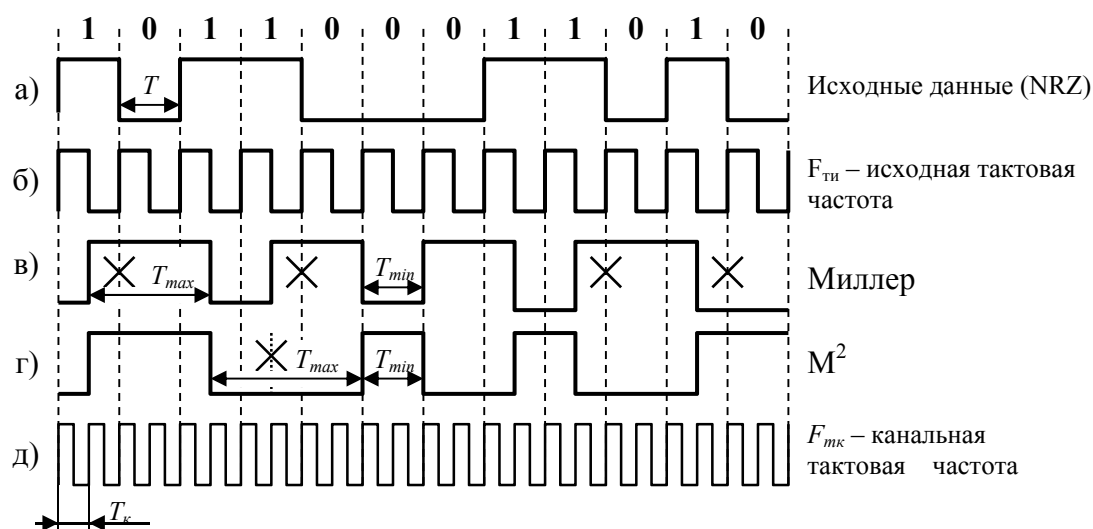 1 0 1 1 0 0 0 1 1 0 1 0
а)
T
Исходные данные (NRZ)
б)
Fти – исходная тактовая
частота
в)
Tmax
Tmin
Миллер
г)
Tmax
Tmin
M²
д)
Fтк – канальная
тактовая частота
Tк